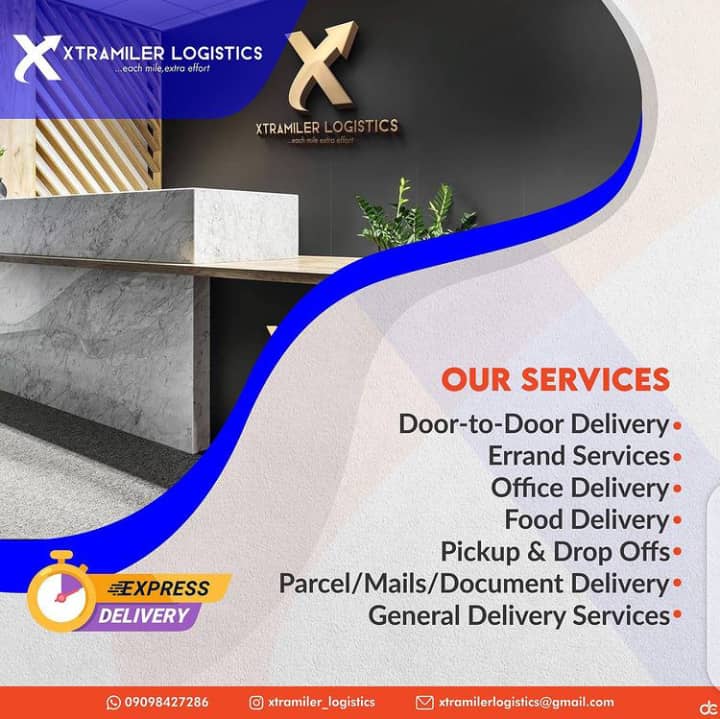 XTRAMILER LOGISTICS
...each mile,extra effort
XTRAMILER LOGISTICS
...each mile extra effort
OUR SERVICES
Door-to-Door Delivery•
Errand Services•
Office Delivery•
Food Delivery•
Pickup & Drop Offs•
Parcel/Mails/Document Delivery•
General Delivery Services•
EXPRESS
DELIVERY
09098427286 xtramiler_logistics xtramilerlogistics@gmail.com